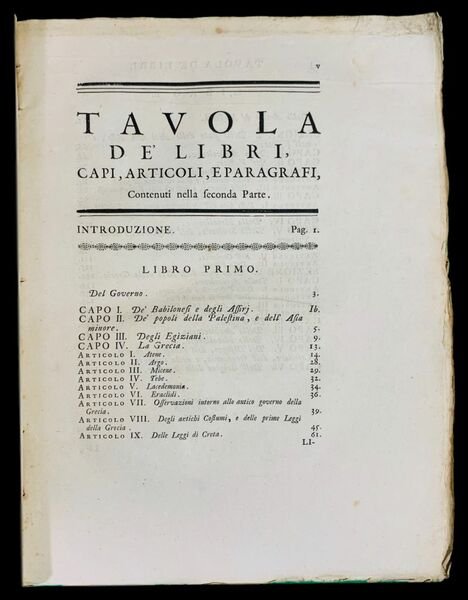 v
TAVOLA
DE' LIBRI,
CAPI, ARTICOLI, E PARAGRAFI,
Contenuti nella ſeconda Parte.
INTRODUZIONE. Pag. 1.
LIBRO PRIMO.
Del Governo. 3.
CAPO I. De' Babiloneſi e degli Aſſirj. Ib.
CAPO II. De' popoli della Paleſtina, e dell' Aſia
minore. 5.
CAPO III. Degli Egiziani. 9.
CAPO IV. La Grecia. 13.
ARTICOLO I. Atene. 14.
ARTICOLO II. Argo. 28.
ARTICOLO III. Micene. 29.
ARTICOLO IV. Tebe. 32.
ARTICOLO V. Lacedemonia. 34.
ARTICOLO VI. Eraclidi. 36.
ARTICOLO VII. Oſſervazioni intorno allo antico governo della
Grecia. 39.
ARTICOLO VIII. Degli antichi Coſtumi, e delle prime Leggi
della Grecia. 45.
ARTICOLO IX. Delle Leggi di Creta. 61.
LI-